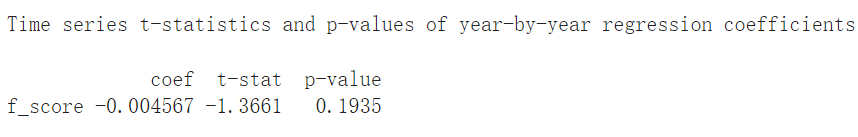 Time series t-statistics and p-values of year-by-year regression coefficients
coef t-stat p-value
f_score -0.004567 -1.3661 0.1935